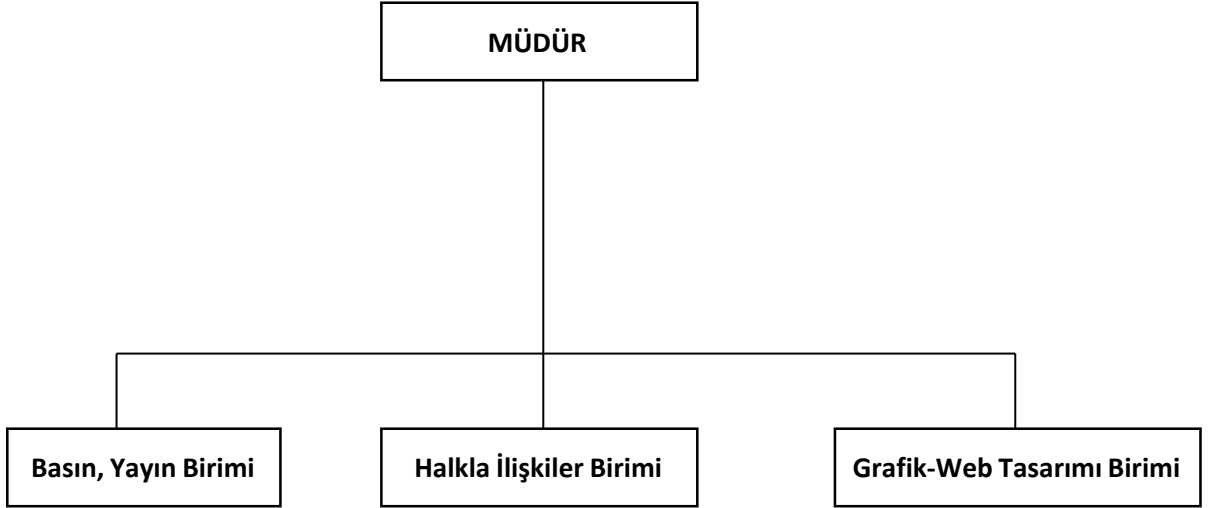 MÜDÜR
Basın, Yayın Birimi
Halkla İlişkiler Birimi
Grafik-Web Tasarımı Birimi